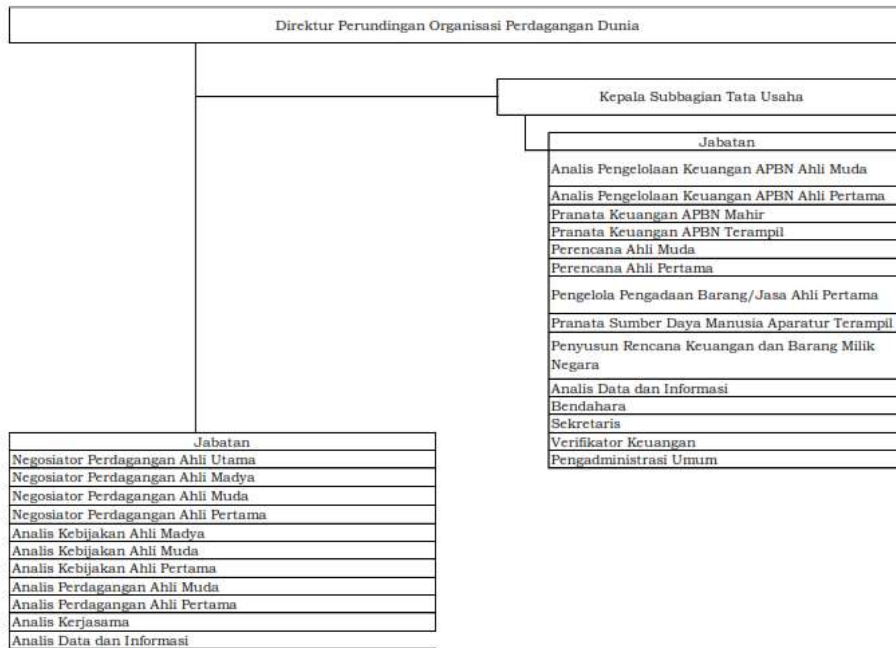 Direktur Perundingan Organisasi Perdagangan Dunia
Kepala Subbagian Tata Usaha
Jabatan
Analis Pengelolaan Keuangan APBN Ahli Muda
Analis Pengelolaan Keuangan APBN Ahli Pertama
Pranata Keuangan APBN Mahir
Pranata Keuangan APBN Terampil
Perencana Ahli Muda
Perencana Ahli Pertama
Pengelola Pengadaan Barang/Jasa Ahli Pertama
Pranata Sumber Daya Manusia Aparatur Terampil
Penyusun Rencana Keuangan dan Barang Milik
Negara
Analis Data dan Informasi
Bendahara
Sekretaris
Verifikator Keuangan
Pengadministrasi Umum
Jabatan
Negosiator Perdagangan Ahli Utama
Negosiator Perdagangan Ahli Madya
Negosiator Perdagangan Ahli Muda
Negosiator Perdagangan Ahli Pertama
Analis Kebijakan Ahli Madya
Analis Kebijakan Ahli Muda
Analis Kebijakan Ahli Pertama
Analis Perdagangan Ahli Muda
Analis Perdagangan Ahli Pertama
Analis Kerjasama
Analis Data dan Informasi